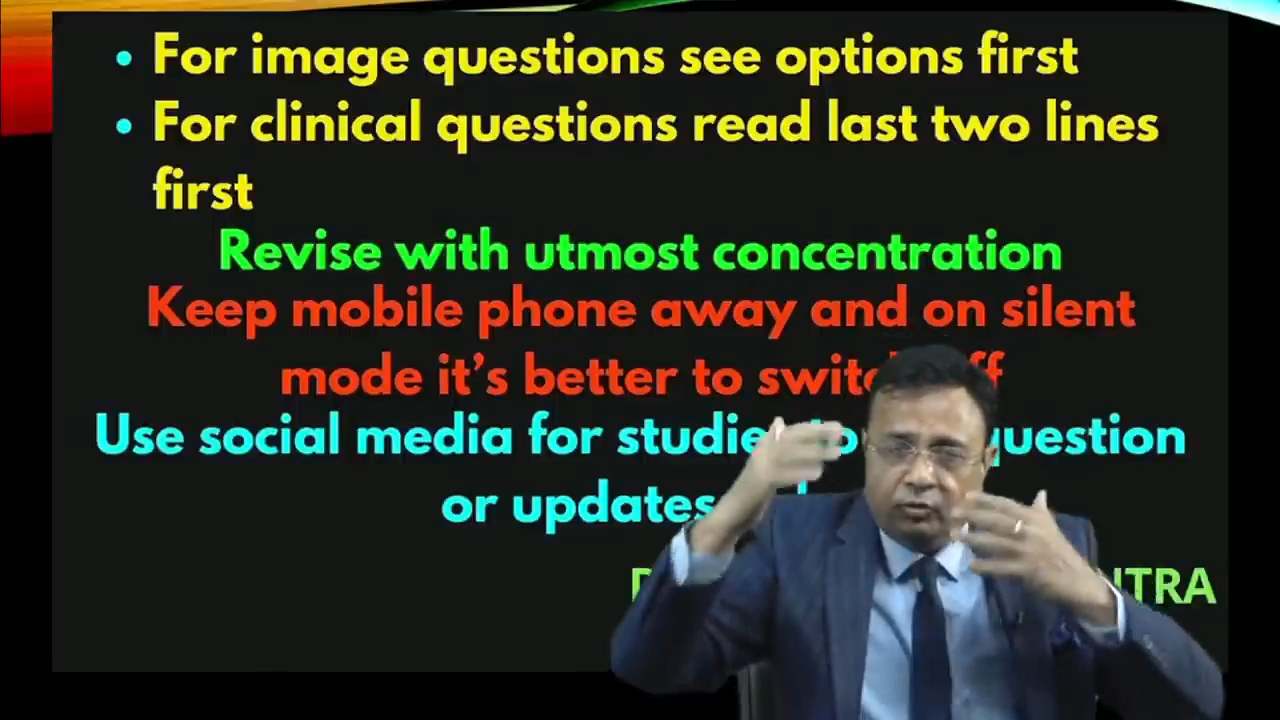 • For image questions see options first
• For clinical questions read last two lines
first
Revise with utmost concentration
Keep mobile phone away and on silent
mode it's better to
Use social media for question
or updates